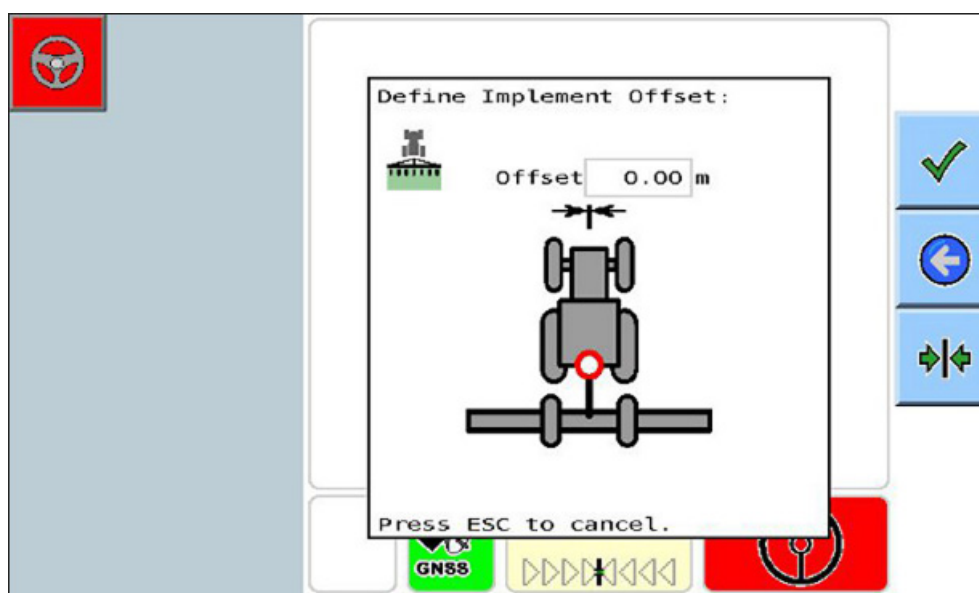 Define Implement Offset:
Offset 0.00 m
Press ESC to cancel.
GNSS